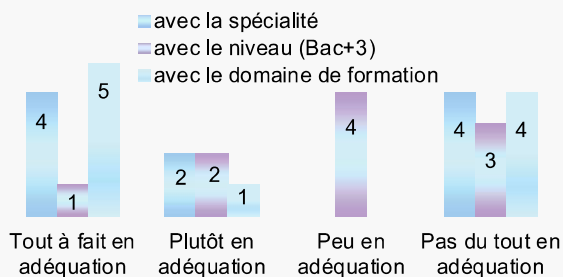 avec la spécialité
avec le niveau (Bac+3)
avec le domaine de formation
4
1
5
2
2
1
4
4
3
4
Tout à fait en
adéquation
Plutôt en
adéquation
Peu en
adéquation
Pas du tout en
adéquation